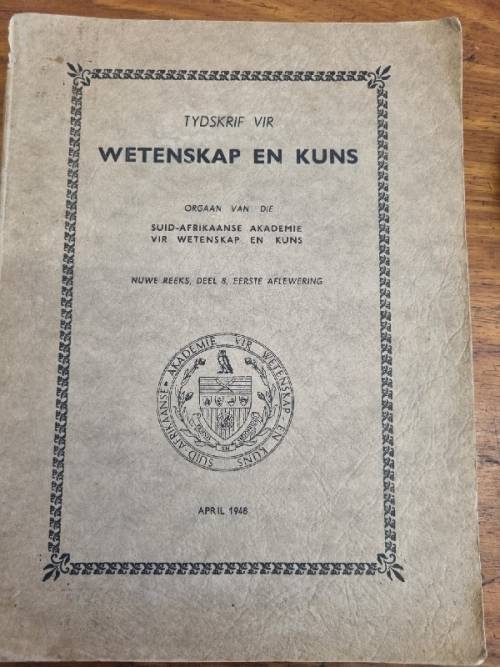 TYDSKRIF VIR
WETENSKAP EN KUNS
ORGAAN VAN DIE
SUID-AFRIKAANSE AKADEMIE
VIR WETENSKAP EN KUNS
NUWE REEKS, DEEL 8, EERSTE AFLEWERING
SUID-AFRIKAANSE AKADEMIE VIR WETENSKAP EN KUNS
APRIL 1948